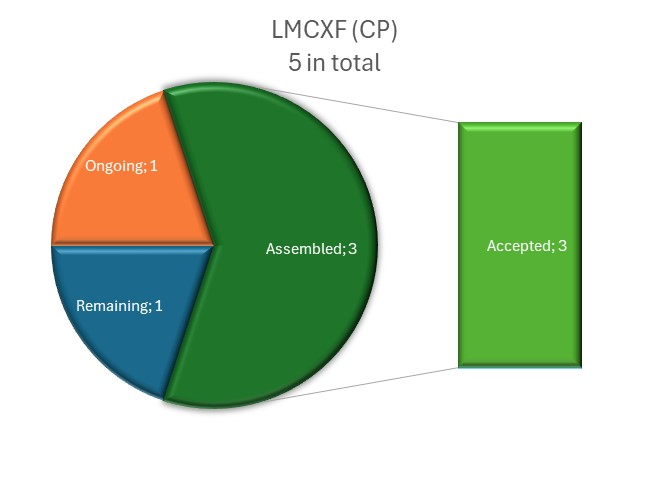 LMCXF (CP)
5 in total
Ongoing; 1
Assembled; 3
Accepted; 3
Remaining; 1